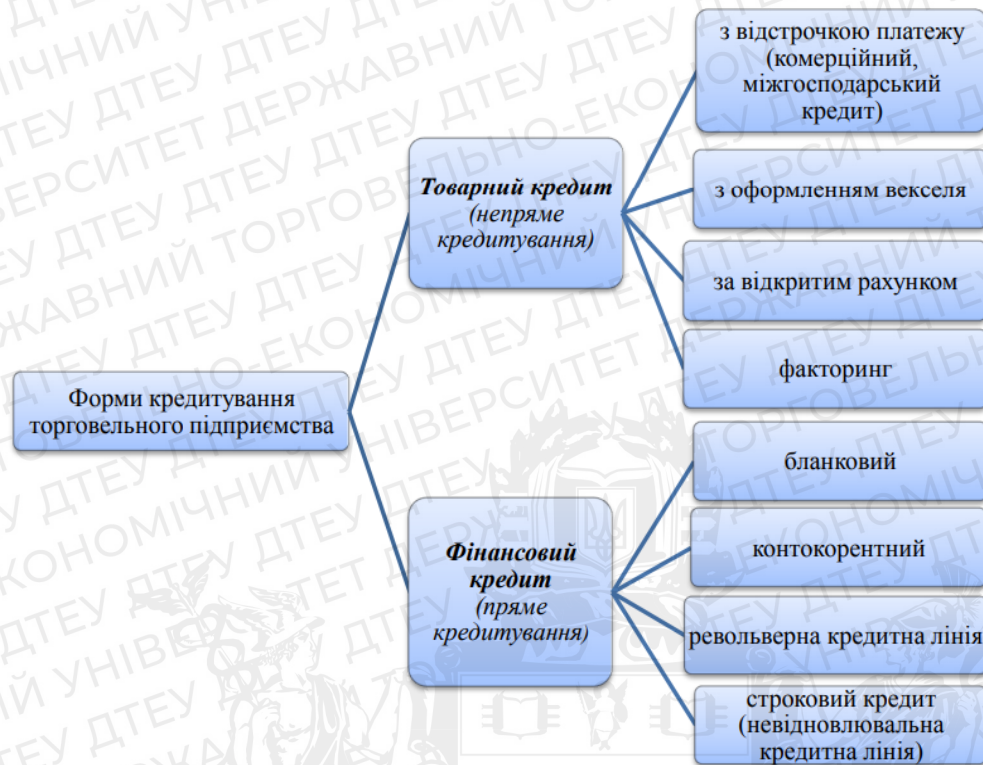 з відстрочкою платежу
(комерційний,
міжгосподарський
кредит)
Товарний кредит
(непряме
кредитування)
з оформленням векселя
за відкритим рахунком
факторинг
Форми кредитування
торговельного підприємства
бланковий
Фінансовий
кредит
(пряме
кредитування)
контокорентний
револьверна кредитна лінія
строковий кредит
(невідновлювальна
кредитна лінія)